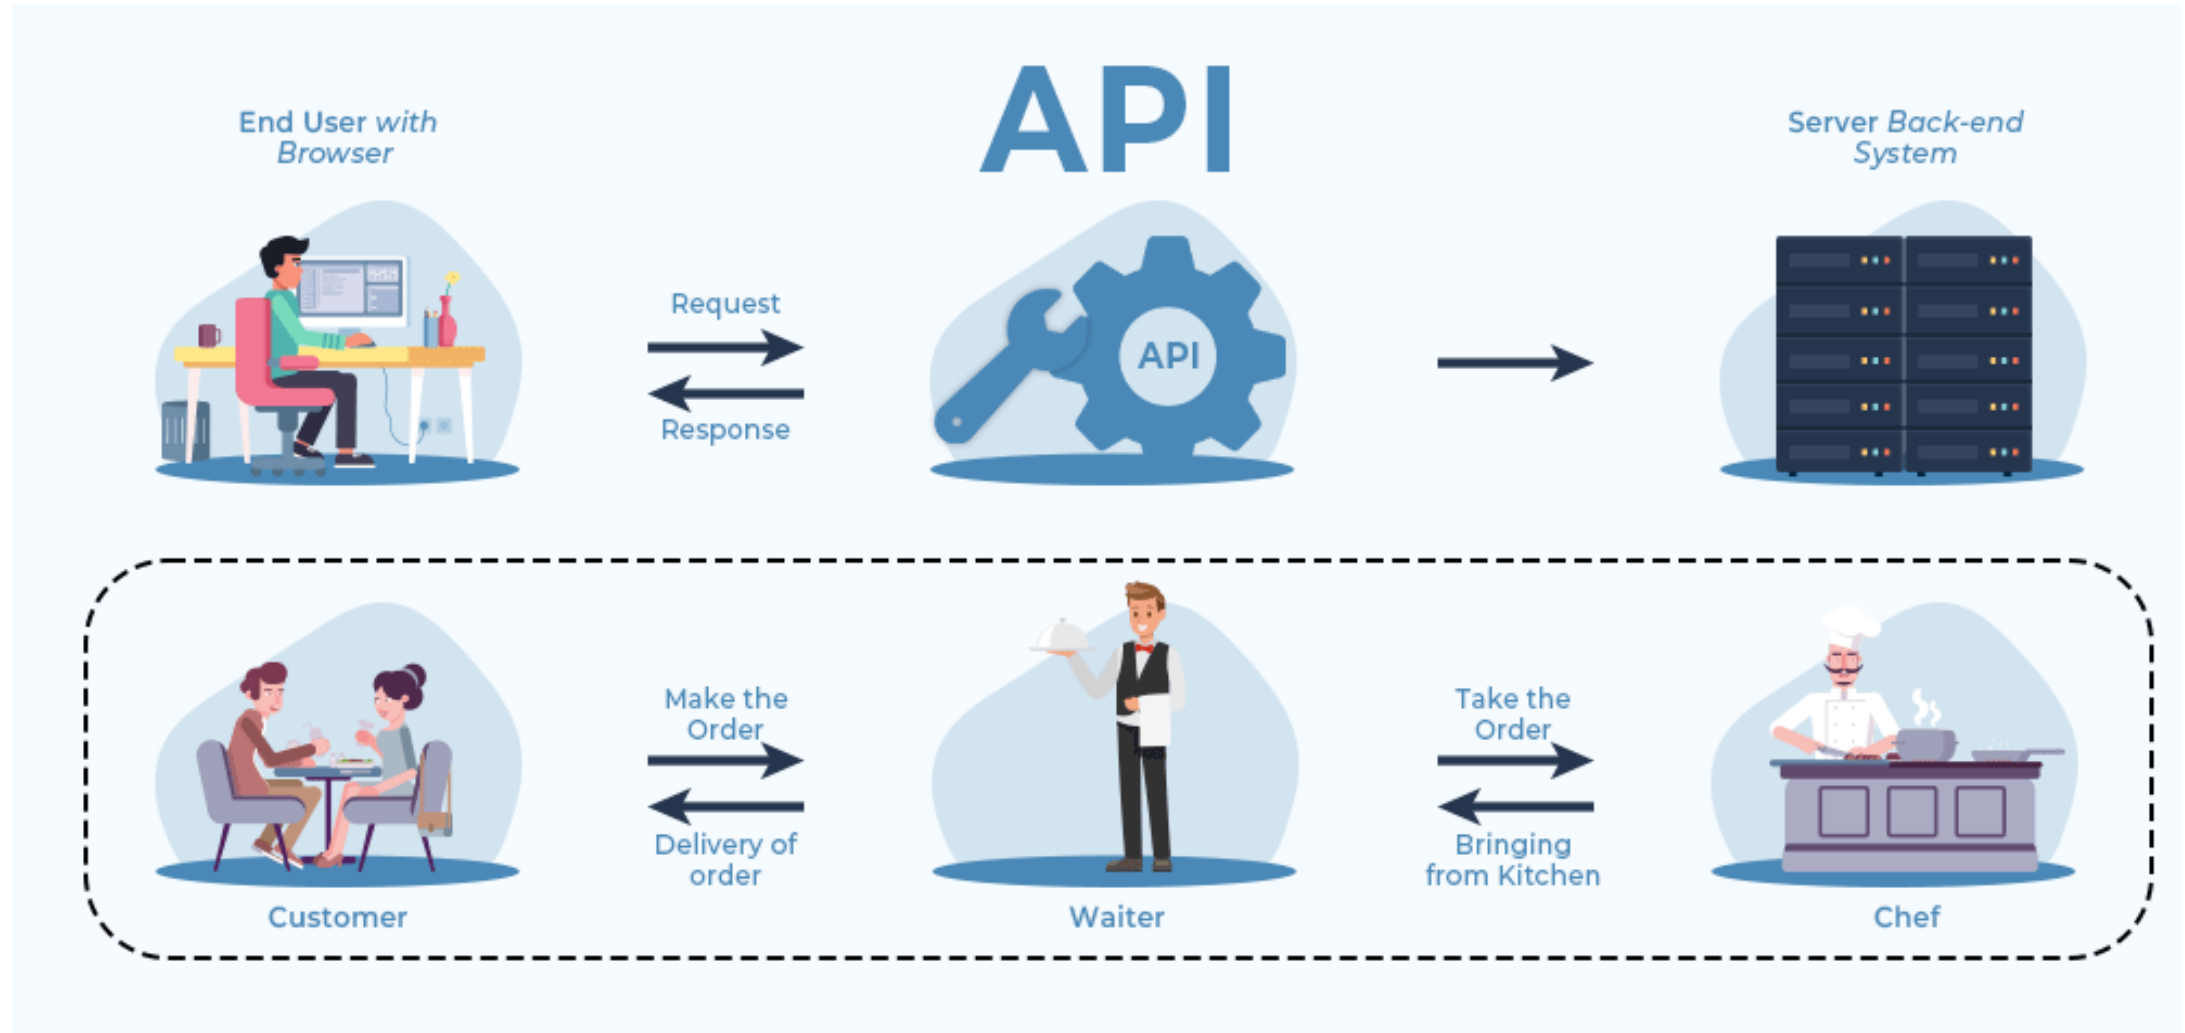 API
End User with
Browser
Server Back-end
System
Request
Response
API
Make the
Order
Delivery of
order
Take the
Order
Bringing
from Kitchen
Customer
Waiter
Chef